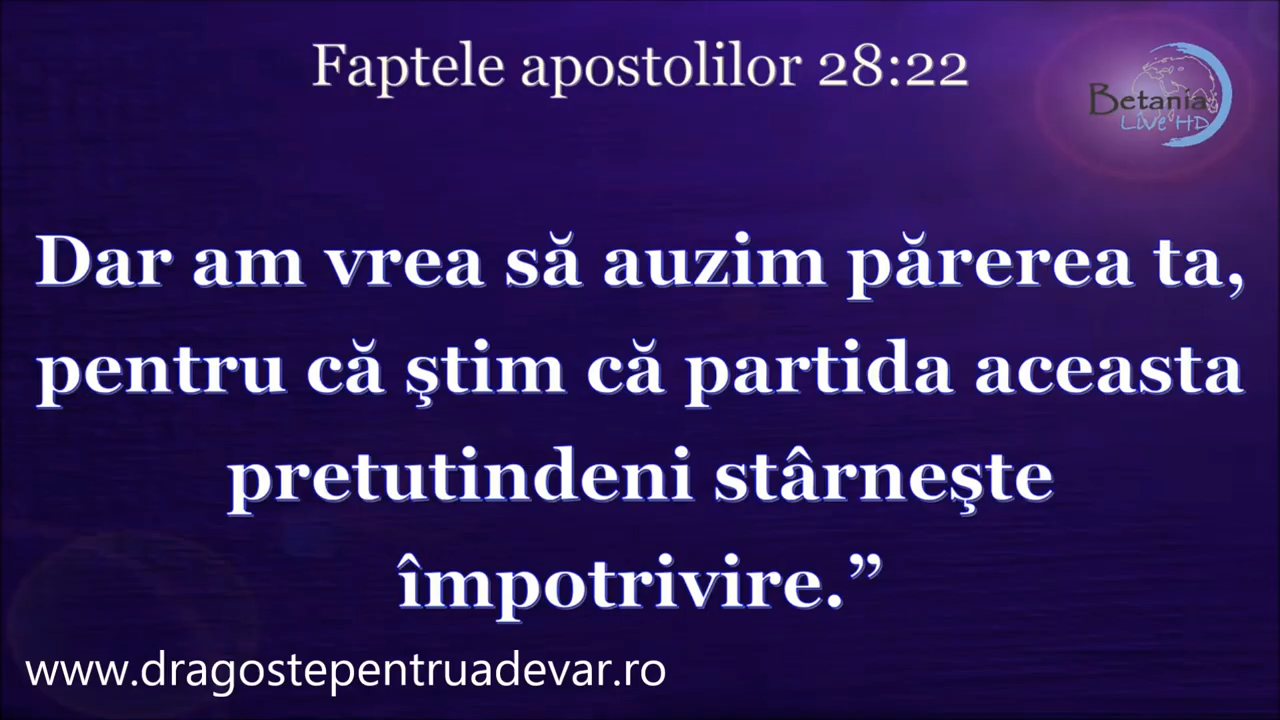 Faptele apostolilor 28:22
Betania
Live HD
Dar am vrea să auzim părerea ta,
pentru că ştim că partida aceasta
pretutindeni stârneşte
împotrivire.”
www.dragostepentruadevar.ro